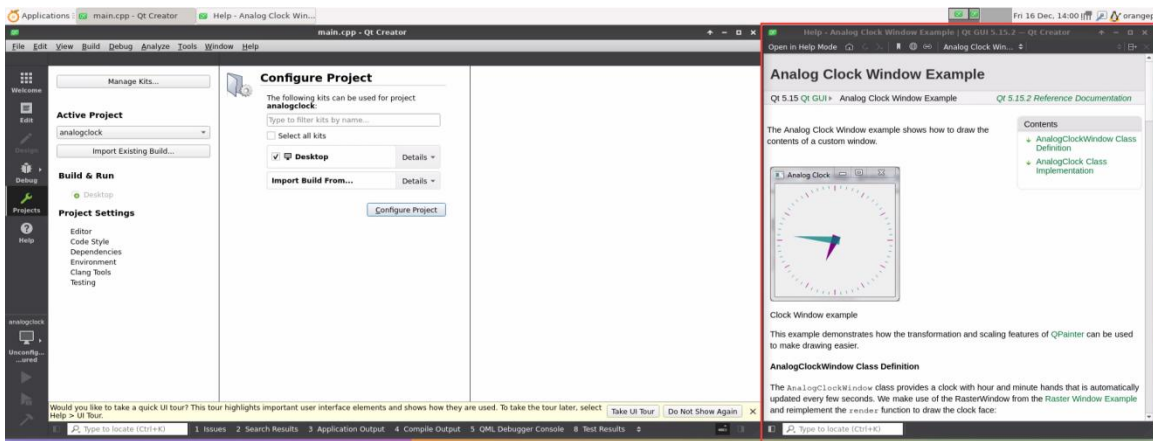 Applications
main.cpp - Qt Creator
Help - Analog Clock Win...
Fri 16 Dec, 14:00
orangep
main.cpp - Qt Creator
File Edit View Build Debug Analyze Tools Window Help
Welcome
Edit
Design
Debug
Projects
Help
analogclock
Unconfig...
...ured
Manage Kits...
Active Project
analogclock
Import Existing Build...
Build & Run
Desktop
Project Settings
Editor
Code Style
Dependencies
Environment
Clang Tools
Testing
Configure Project
The following kits can be used for project
analogclock:
Type to filter kits by name...
Select all kits
Desktop
Details
Import Build From...
Details
Configure Project
Would you like to take a quick UI tour? This tour highlights important user interface elements and shows how they are used. To take the tour later, select
Help > UI Tour.
Take UI Tour
Do Not Show Again
Type to locate (Ctrl+K)
1 Issues 2 Search Results 3 Application Output 4 Compile Output 5 QML Debugger Console 8 Test Results
Help - Analog Clock Window Example | Qt GUI 5.15.2 — Qt Creator
Open in Help Mode
Analog Clock Win...
Analog Clock Window Example
Qt 5.15 Qt GUI Analog Clock Window Example
Qt 5.15.2 Reference Documentation
The Analog Clock Window example shows how to draw the
contents of a custom window.
Contents
AnalogClockWindow Class
Definition
AnalogClock Class
Implementation
Analog Clock
Clock Window example
This example demonstrates how the transformation and scaling features of QPainter can be used
to make drawing easier.
AnalogClockWindow Class Definition
The AnalogClockWindow class provides a clock with hour and minute hands that is automatically
updated every few seconds. We make use of the RasterWindow from the Raster Window Example
and reimplement the render function to draw the clock face:
Type to locate (Ctrl+K)